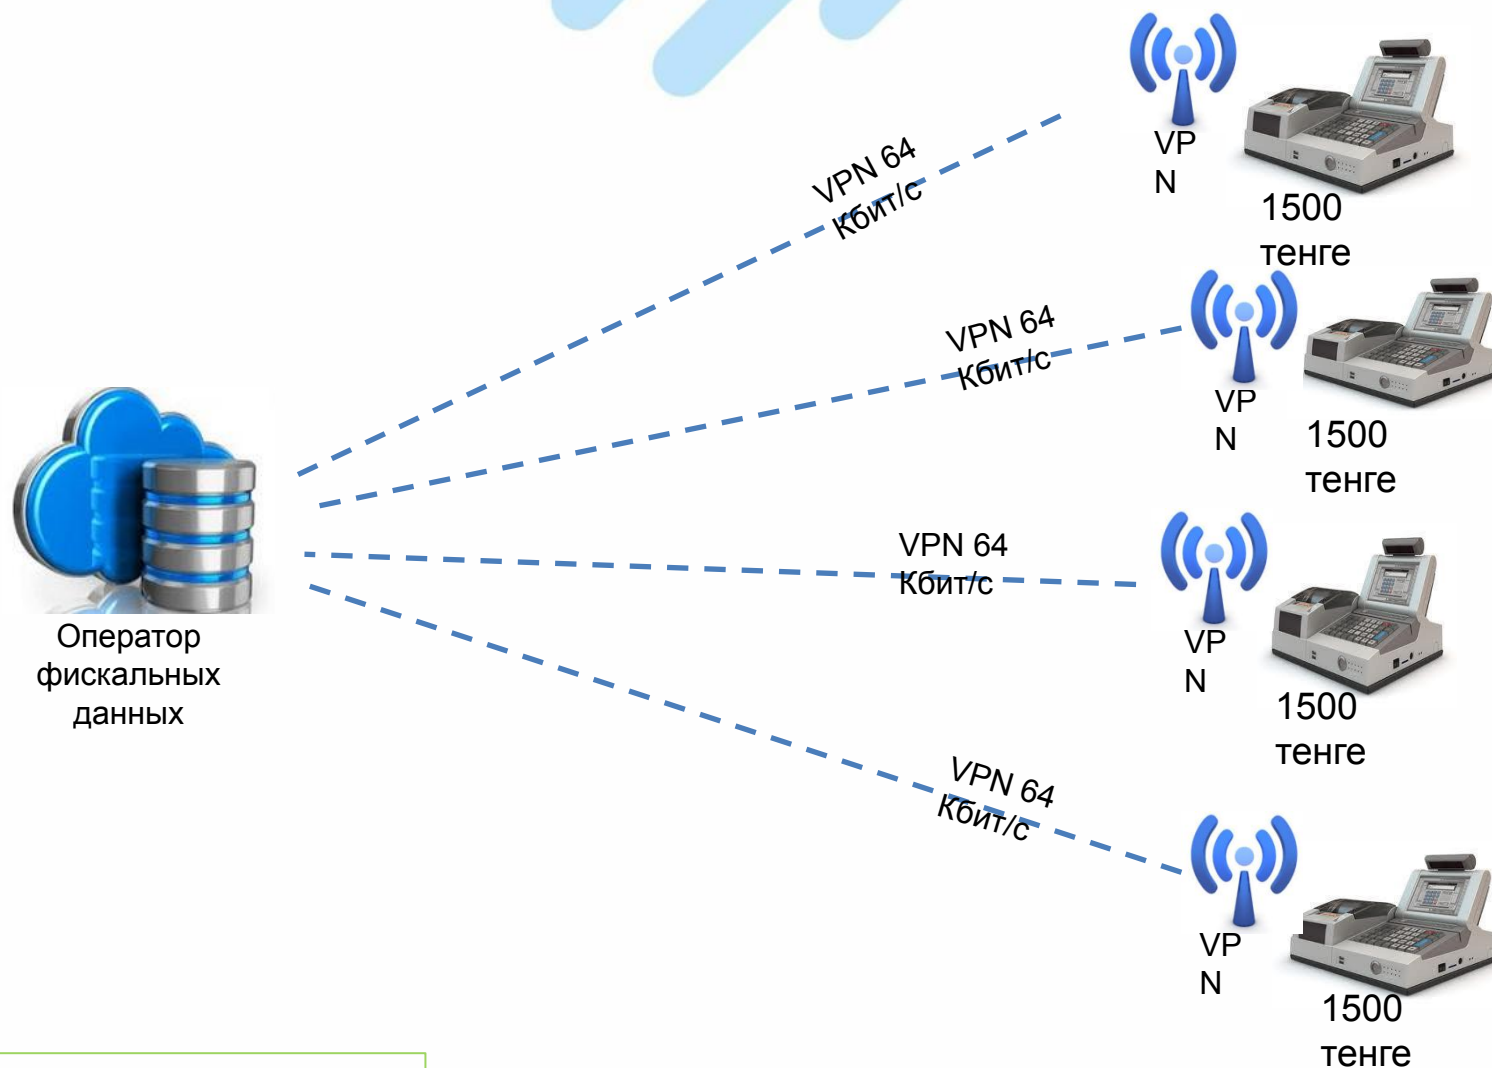 VPN 64
Кбит/с
VP
N
1500
тенге
VPN 64
Кбит/с
VP
N
1500
тенге
VPN 64
Кбит/с
VP
N
1500
тенге
Оператор
фискальных
данных
VPN 64
Кбит/с
VP
N
1500
тенге